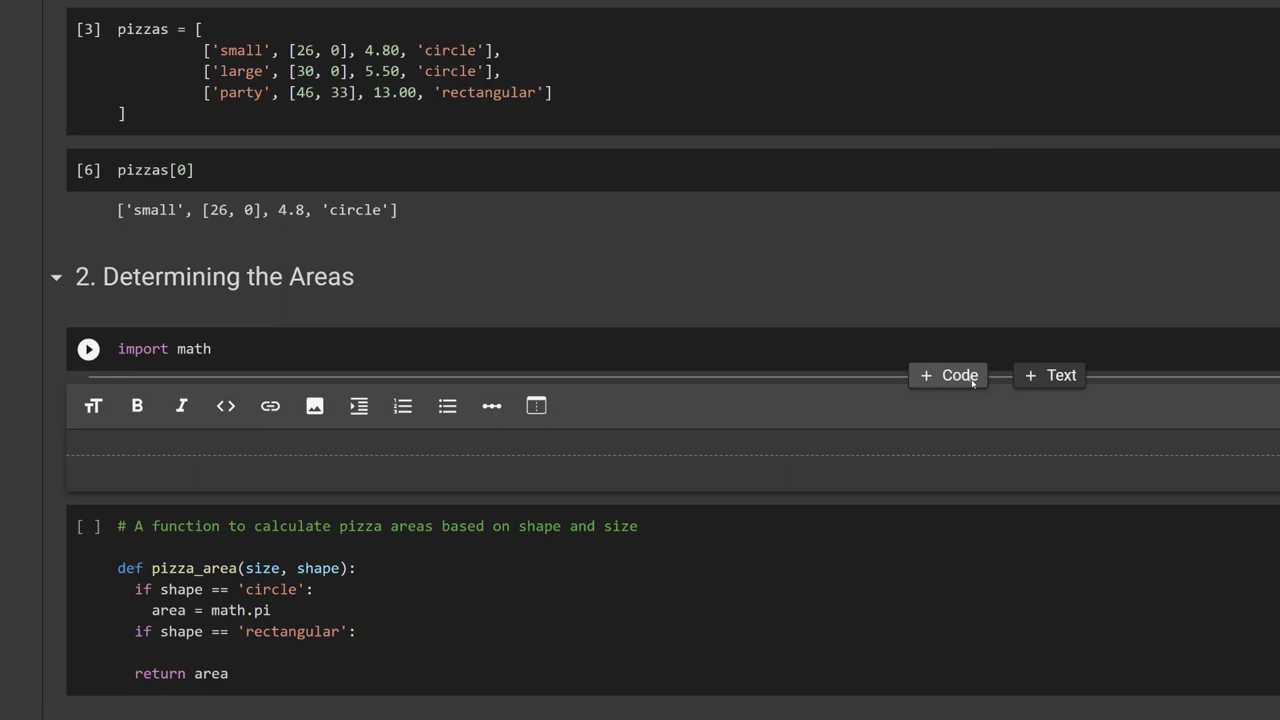 [3] pizzas = [
['small', [26, 0], 4.80, 'circle'],
['large', [30, 0], 5.50, 'circle'],
['party', [46, 33], 13.00, 'rectangular']
]
[6] pizzas[0]
['small', [26, 0], 4.8, 'circle']
2. Determining the Areas
import math
+ Code + Text
[ ] # A function to calculate pizza areas based on shape and size
def pizza_area(size, shape):
if shape == 'circle':
area = math.pi
if shape == 'rectangular':
return area